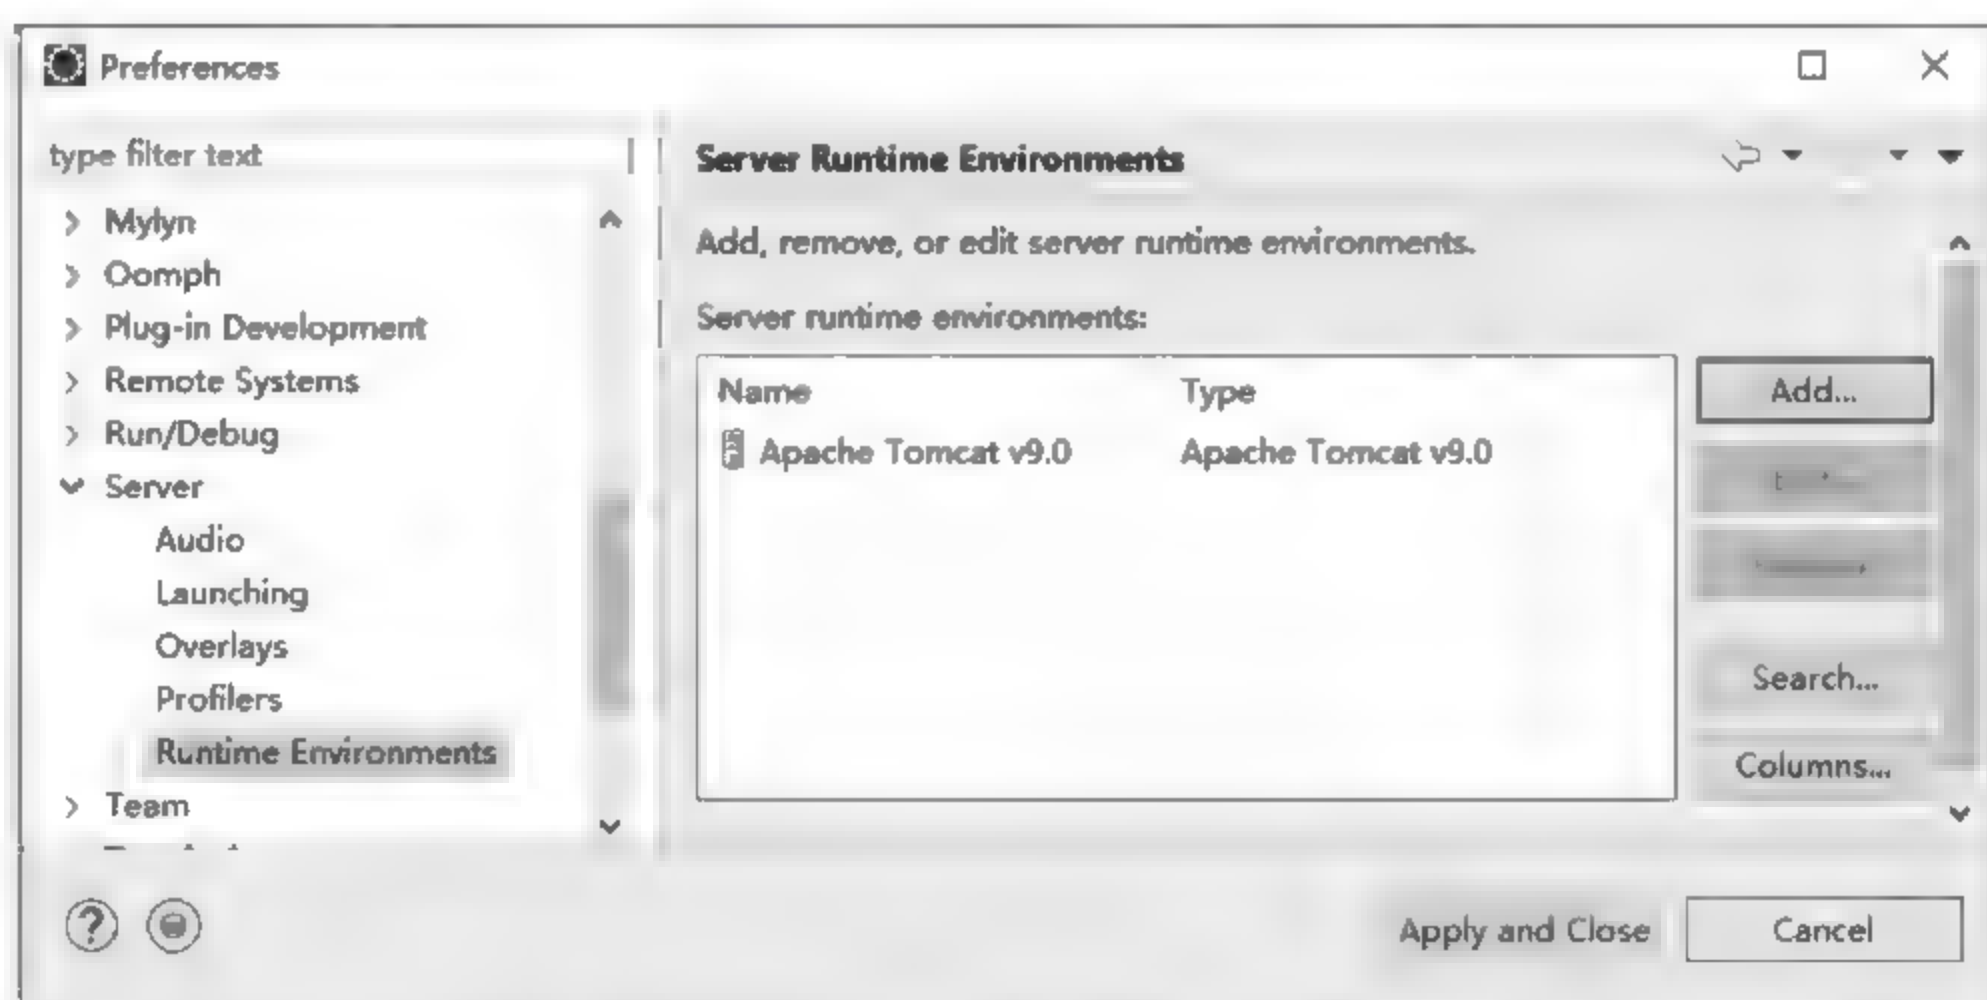 Preferences
type filter text
Mylyn
Oomph
Plug-in Development
Remote Systems
Run/Debug
Server
Audio
Launching
Overlays
Profilers
Runtime Environments
Team
Server Runtime Environments
Add, remove, or edit server runtime environments.
Server runtime environments:
Name Type
Apache Tomcat v9.0 Apache Tomcat v9.0
Add...
Search...
Columns...
?
Apply and Close
Cancel